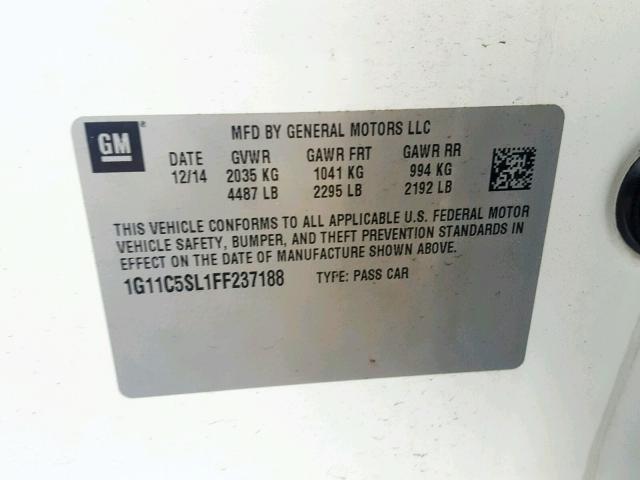 GM ®
MFD BY GENERAL MOTORS LLC
DATE GVWR GAWR FRT GAWR RR
12/14 2035 KG 1041 KG 994 KG
4487 LB 2295 LB 2192 LB
THIS VEHICLE CONFORMS TO ALL APPLICABLE U.S. FEDERAL MOTOR
VEHICLE SAFETY, BUMPER, AND THEFT PREVENTION STANDARDS IN
EFFECT ON THE DATE OF MANUFACTURE SHOWN ABOVE.
1G11C5SL1FF237188 TYPE: PASS CAR